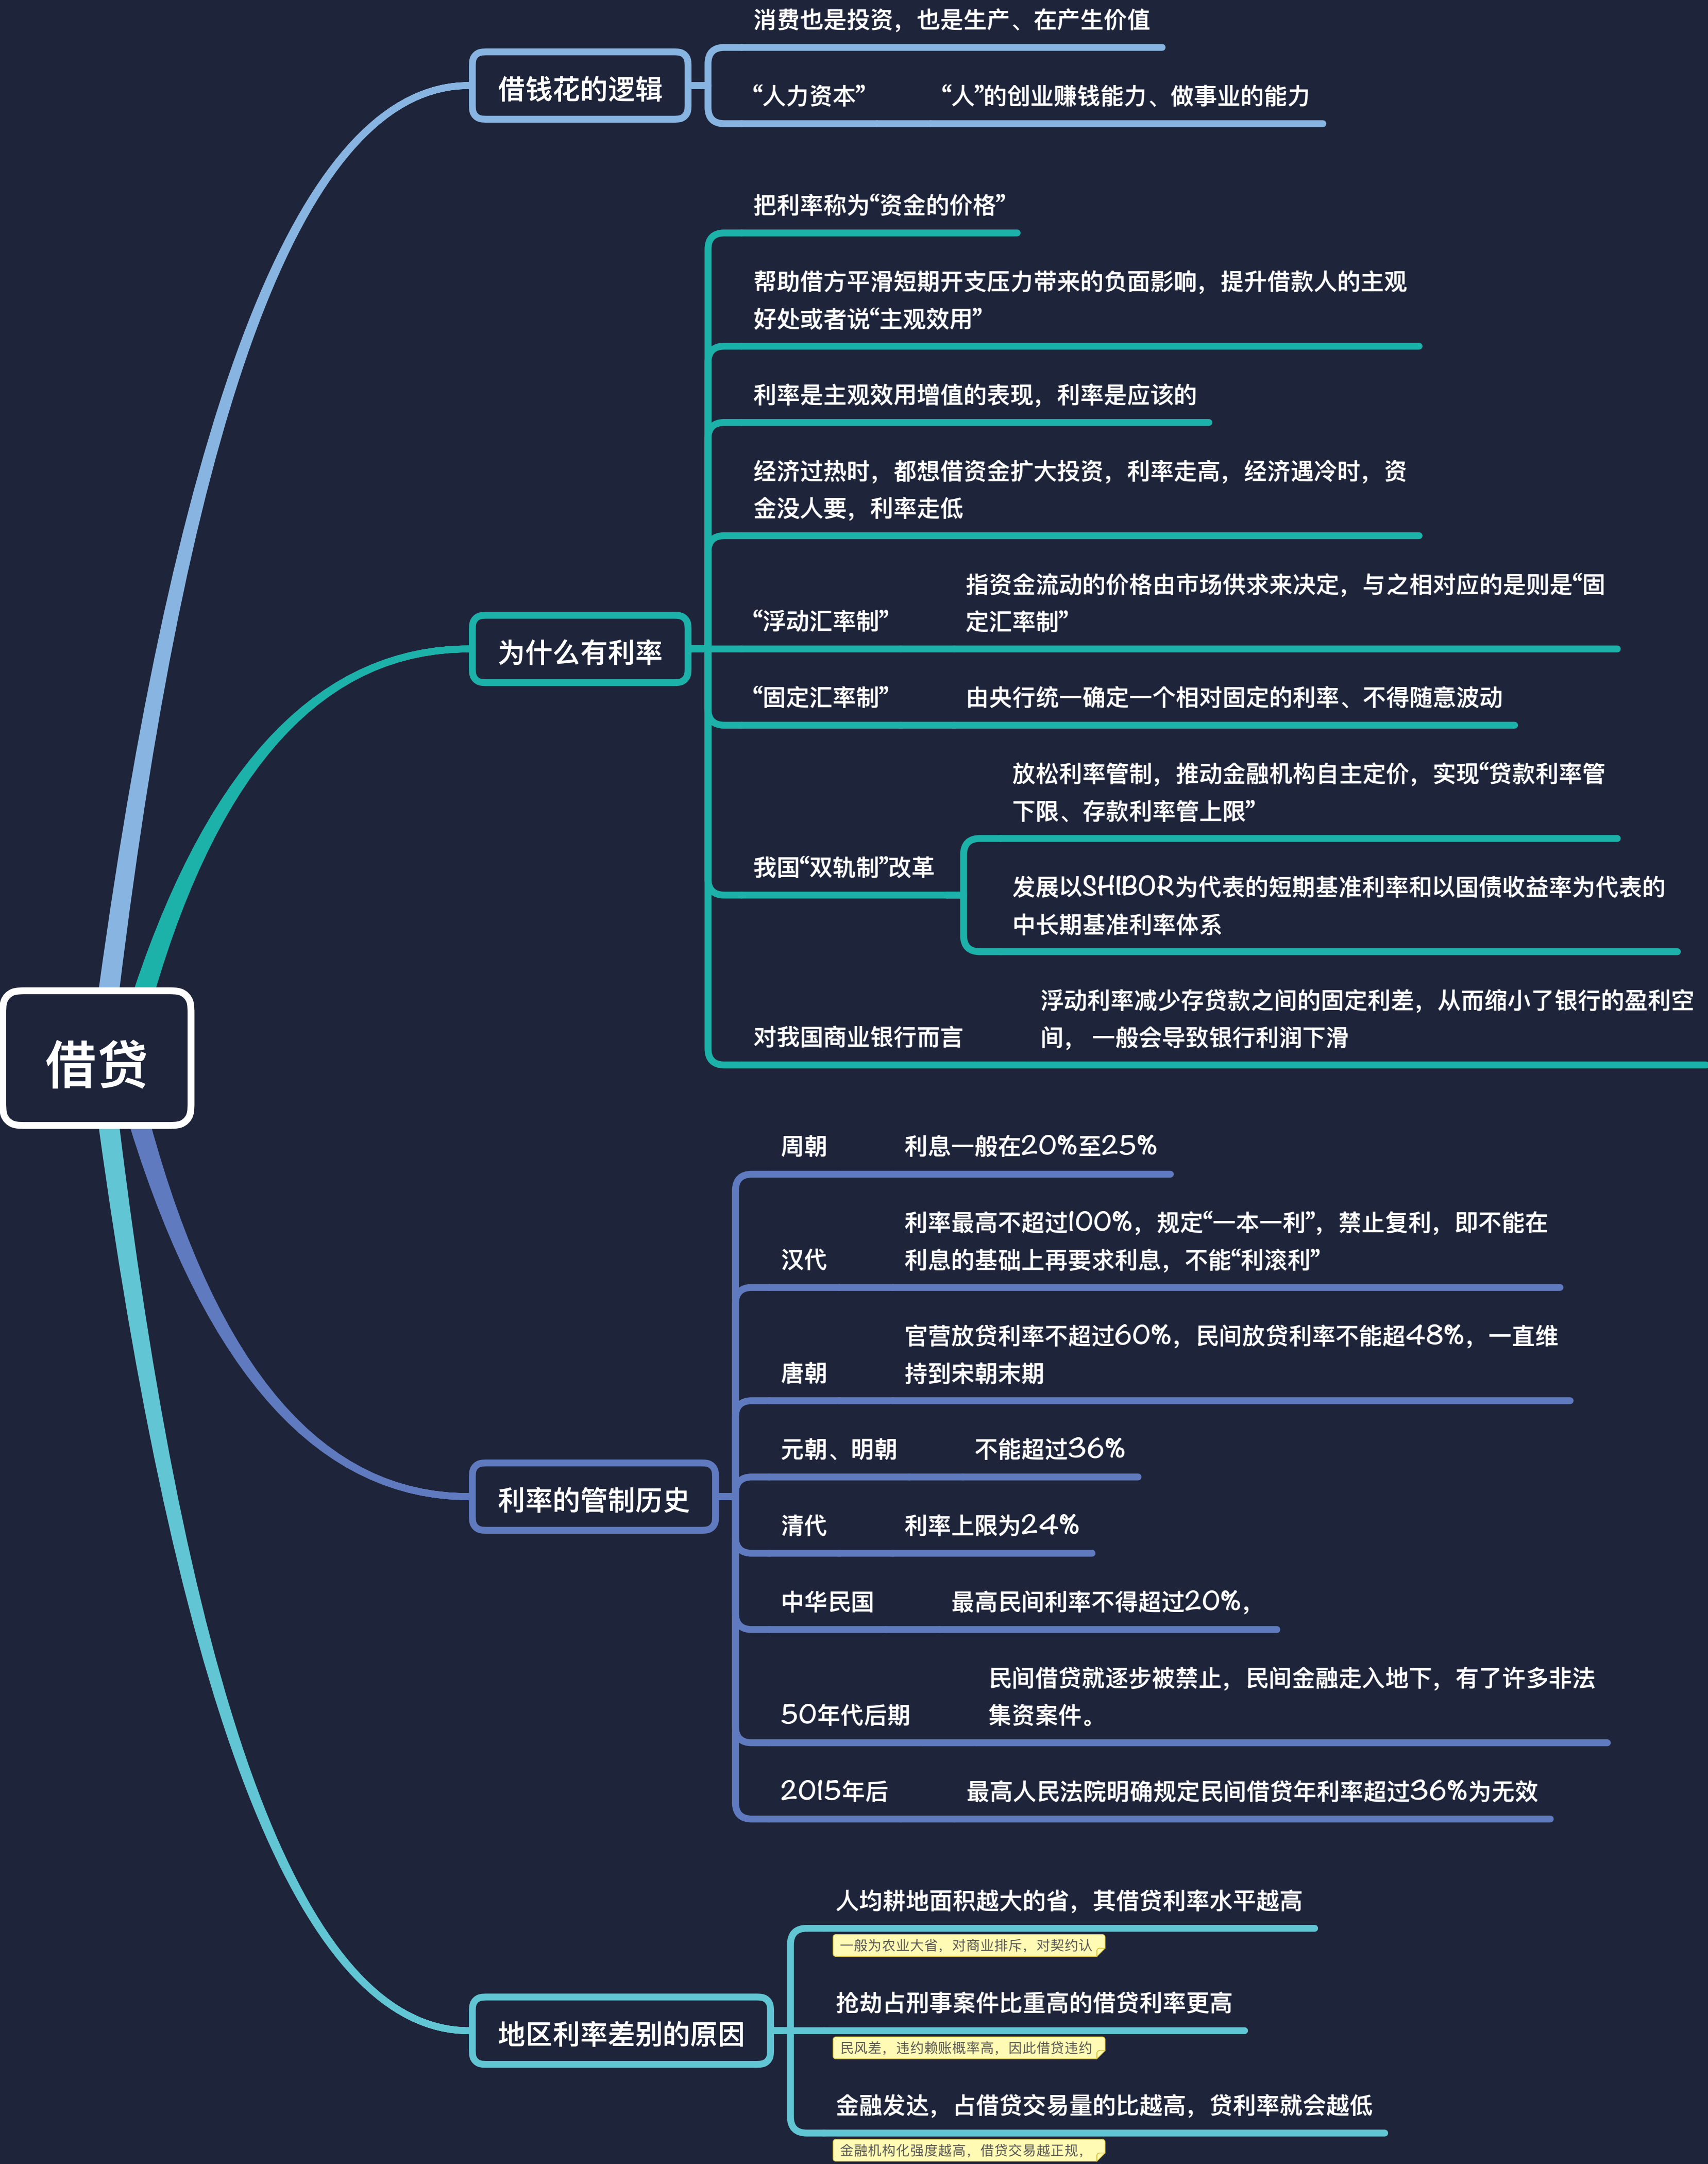 消费也是投资，也是生产、在产生价值
借钱花的逻辑
“人力资本” “人”的创业赚钱能力、做事业的能力
把利率称为“资金的价格”
帮助借方平滑短期开支压力带来的负面影响，提升借款人的主观
好处或者说“主观效用”
利率是主观效用增值的表现，利率是应该的
经济过热时，都想借资金扩大投资，利率走高，经济遇冷时，资
金没人要，利率走低
指资金流动的价格由市场供求来决定，与之相对应的是则是“固
“浮动汇率制” 定汇率制”
为什么有利率
“固定汇率制” 由央行统一确定一个相对固定的利率、不得随意波动
放松利率管制，推动金融机构自主定价，实现“贷款利率管
下限、存款利率管上限”
我国“双轨制”改革
发展以SHIBOR为代表的短期基准利率和以国债收益率为代表的
中长期基准利率体系
浮动利率减少存贷款之间的固定利差，从而缩小了银行的盈利空
对我国商业银行而言 间， 一般会导致银行利润下滑
借贷
周朝 利息一般在20%至25%
利率最高不超过100%，规定“一本一利”，禁止复利，即不能在
汉代 利息的基础上再要求利息，不能“利滚利”
官营放贷利率不超过60%，民间放贷利率不能超48%，一直维
唐朝 持到宋朝末期
元朝、明朝 不能超过36%
利率的管制历史
清代 利率上限为24%
中华民国 最高民间利率不得超过20%，
民间借贷就逐步被禁止，民间金融走入地下，有了许多非法
50年代后期 集资案件。
2015年后 最高人民法院明确规定民间借贷年利率超过36%为无效
人均耕地面积越大的省，其借贷利率水平越高
一般为农业大省，对商业排斥，对契约认
抢劫占刑事案件比重高的借贷利率更高
地区利率差别的原因
民风差，违约赖账概率高，因此借贷违约
金融发达，占借贷交易量的比越高，贷利率就会越低
金融机构化强度越高，借贷交易越正规，